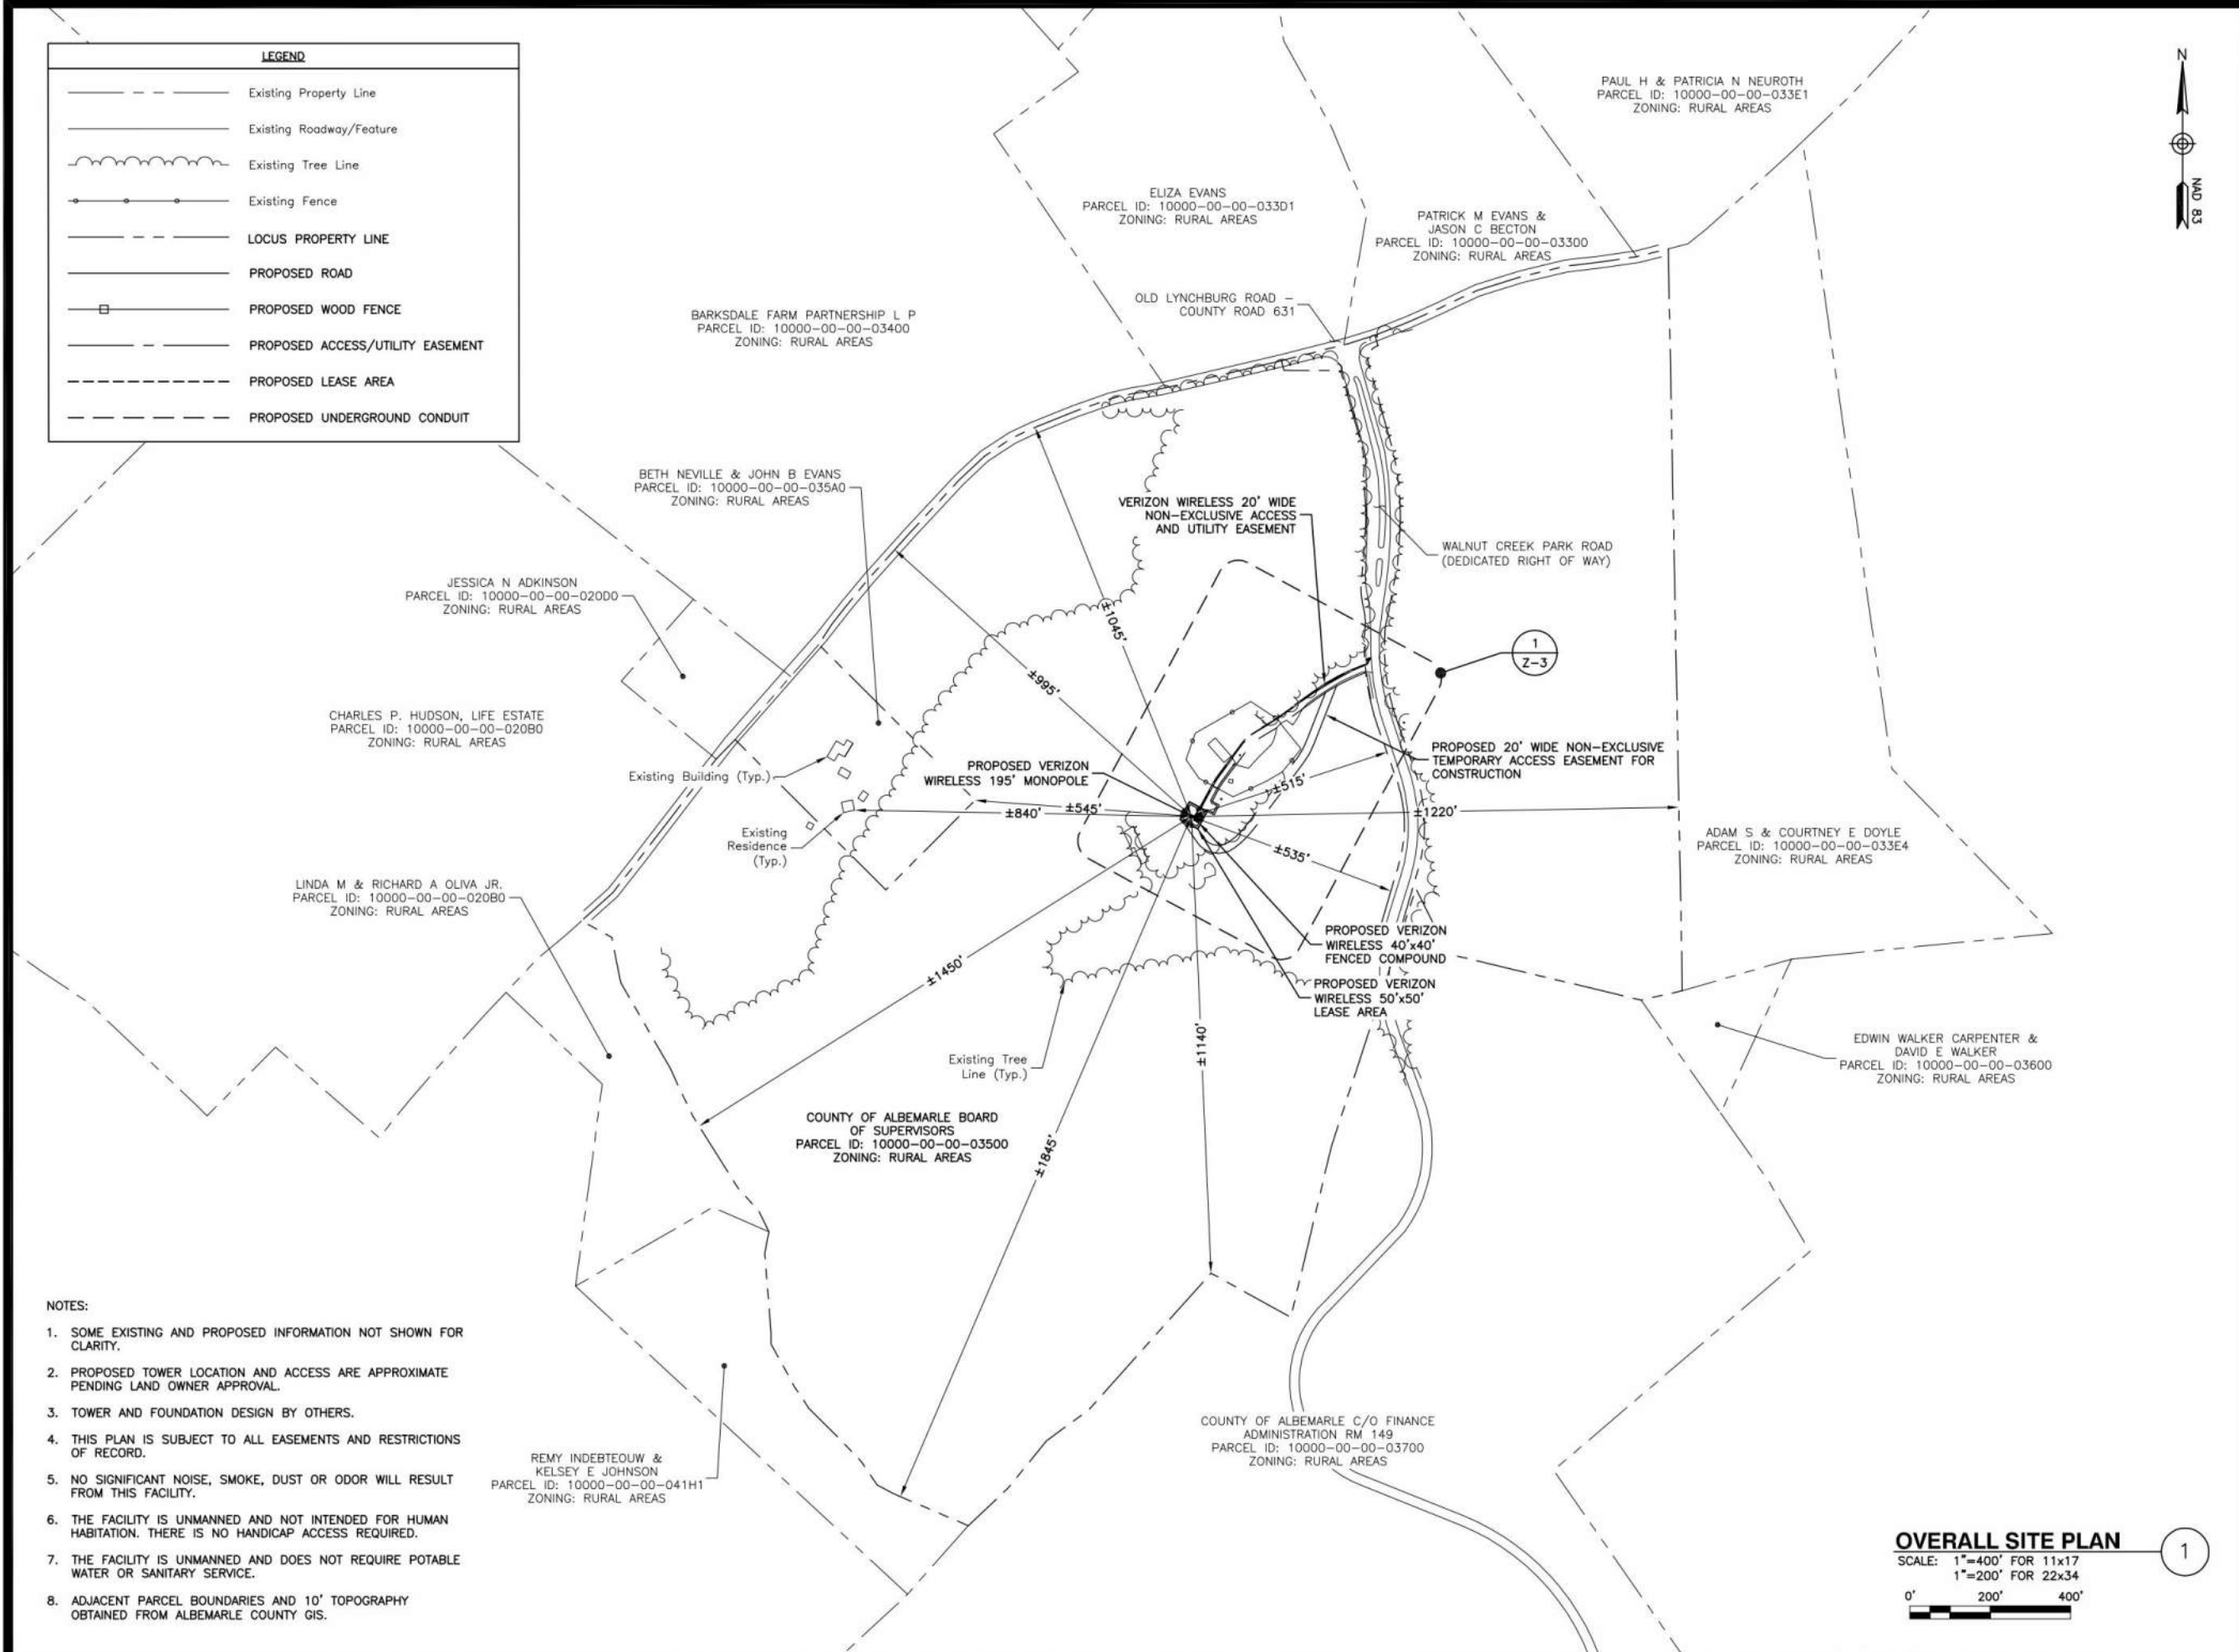 LEGEND
Existing Property Line
Existing Roadway/Feature
Existing Tree Line
Existing Fence
LOCUS PROPERTY LINE
PROPOSED ROAD
PROPOSED WOOD FENCE
PROPOSED ACCESS/UTILITY EASEMENT
PROPOSED LEASE AREA
PROPOSED UNDERGROUND CONDUIT
N
NAD 83
PAUL H & PATRICIA N NEUROTH
PARCEL ID: 10000-00-00-033E1
ZONING: RURAL AREAS
ELIZA EVANS
PARCEL ID: 10000-00-00-033D1
ZONING: RURAL AREAS
PATRICK M EVANS &
JASON C BECTON
PARCEL ID: 10000-00-00-03300
ZONING: RURAL AREAS
OLD LYNCHBURG ROAD -
COUNTY ROAD 631
BARKSDALE FARM PARTNERSHIP L P
PARCEL ID: 10000-00-00-03400
ZONING: RURAL AREAS
BETH NEVILLE & JOHN B EVANS
PARCEL ID: 10000-00-00-035A0
ZONING: RURAL AREAS
VERIZON WIRELESS 20' WIDE
NON-EXCLUSIVE ACCESS
AND UTILITY EASEMENT
WALNUT CREEK PARK ROAD
(DEDICATED RIGHT OF WAY)
JESSICA N ADKINSON
PARCEL ID: 10000-00-00-020D0
ZONING: RURAL AREAS
±1045'
±995'
1
Z-3
CHARLES P. HUDSON, LIFE ESTATE
PARCEL ID: 10000-00-00-020B0
ZONING: RURAL AREAS
Existing Building (Typ.)
PROPOSED VERIZON
WIRELESS 195' MONOPOLE
PROPOSED 20' WIDE NON-EXCLUSIVE
TEMPORARY ACCESS EASEMENT FOR
CONSTRUCTION
±515'
±840'
±545'
±1220'
Existing
Residence
(Typ.)
±535'
ADAM S & COURTNEY E DOYLE
PARCEL ID: 10000-00-00-033E4
ZONING: RURAL AREAS
LINDA M & RICHARD A OLIVA JR.
PARCEL ID: 10000-00-00-020B0
ZONING: RURAL AREAS
PROPOSED VERIZON
WIRELESS 40'x40'
FENCED COMPOUND
±1450'
PROPOSED VERIZON
WIRELESS 50'x50'
LEASE AREA
±1140'
Existing Tree
Line (Typ.)
EDWIN WALKER CARPENTER &
DAVID E WALKER
PARCEL ID: 10000-00-00-03600
ZONING: RURAL AREAS
COUNTY OF ALBEMARLE BOARD
OF SUPERVISORS
PARCEL ID: 10000-00-00-03500
ZONING: RURAL AREAS
±1845'
COUNTY OF ALBEMARLE C/O FINANCE
ADMINISTRATION RM 149
PARCEL ID: 10000-00-00-03700
ZONING: RURAL AREAS
REMY INDEBTEOUW &
KELSEY E JOHNSON
PARCEL ID: 10000-00-00-041H1
ZONING: RURAL AREAS
NOTES:
1. SOME EXISTING AND PROPOSED INFORMATION NOT SHOWN FOR
CLARITY.
2. PROPOSED TOWER LOCATION AND ACCESS ARE APPROXIMATE
PENDING LAND OWNER APPROVAL.
3. TOWER AND FOUNDATION DESIGN BY OTHERS.
4. THIS PLAN IS SUBJECT TO ALL EASEMENTS AND RESTRICTIONS
OF RECORD.
5. NO SIGNIFICANT NOISE, SMOKE, DUST OR ODOR WILL RESULT
FROM THIS FACILITY.
6. THE FACILITY IS UNMANNED AND NOT INTENDED FOR HUMAN
HABITATION. THERE IS NO HANDICAP ACCESS REQUIRED.
7. THE FACILITY IS UNMANNED AND DOES NOT REQUIRE POTABLE
WATER OR SANITARY SERVICE.
8. ADJACENT PARCEL BOUNDARIES AND 10' TOPOGRAPHY
OBTAINED FROM ALBEMARLE COUNTY GIS.
OVERALL SITE PLAN
1
SCALE: 1"=400' FOR 11x17
1"=200' FOR 22x34
0' 200' 400'